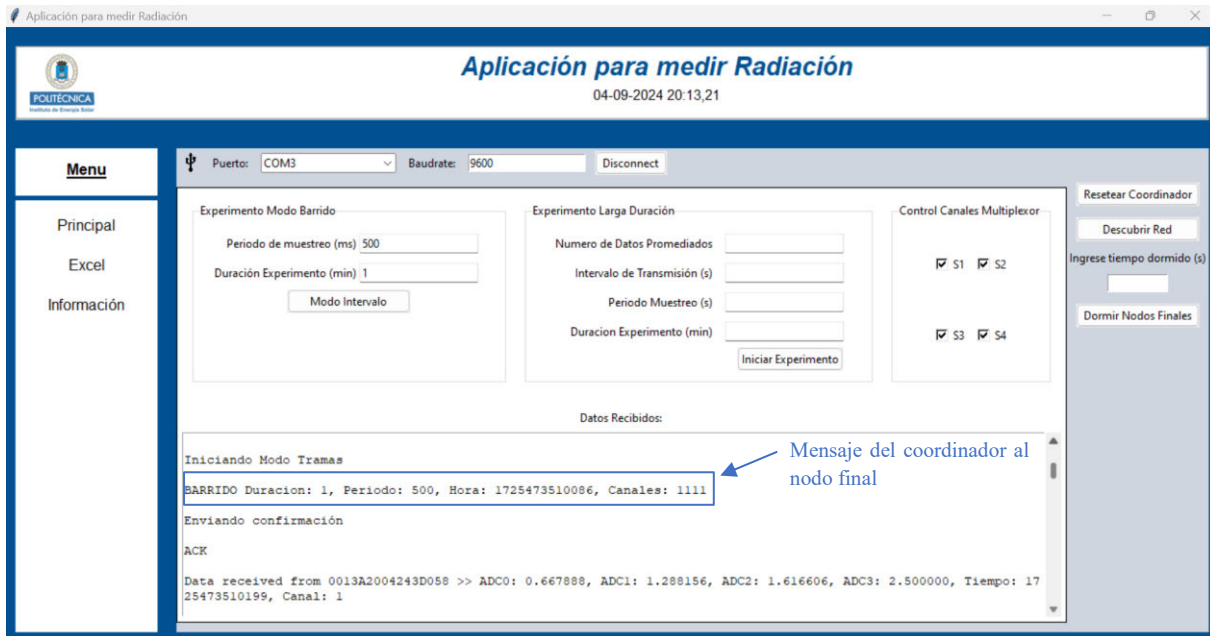 Aplicación para medir Radiación
POLITÉCNICA
Instituto de Energía Solar
Aplicación para medir Radiación
04-09-2024 20:13,21
Menu
Principal
Excel
Información
Puerto: COM3 Baudrate: 9600 Disconnect
Experimento Modo Barrido
Periodo de muestreo (ms) 500
Duración Experimento (min) 1
Modo Intervalo
Experimento Larga Duración
Numero de Datos Promediados
Intervalo de Transmisión (s)
Periodo Muestreo (s)
Duracion Experimento (min)
Iniciar Experimento
Control Canales Multiplexor
S1 S2
S3 S4
Resetear Coordinador
Descubrir Red
Ingrese tiempo dormido (s)
Dormir Nodos Finales
Datos Recibidos:
Iniciando Modo Tramas
BARRIDO Duracion: 1, Periodo: 500, Hora: 1725473510086, Canales: 1111
Enviando confirmación
ACK
Data received from 0013A2004243D058 >> ADC0: 0.667888, ADC1: 1.288156, ADC2: 1.616606, ADC3: 2.500000, Tiempo: 17
25473510199, Canal: 1
Mensaje del coordinador al
nodo final